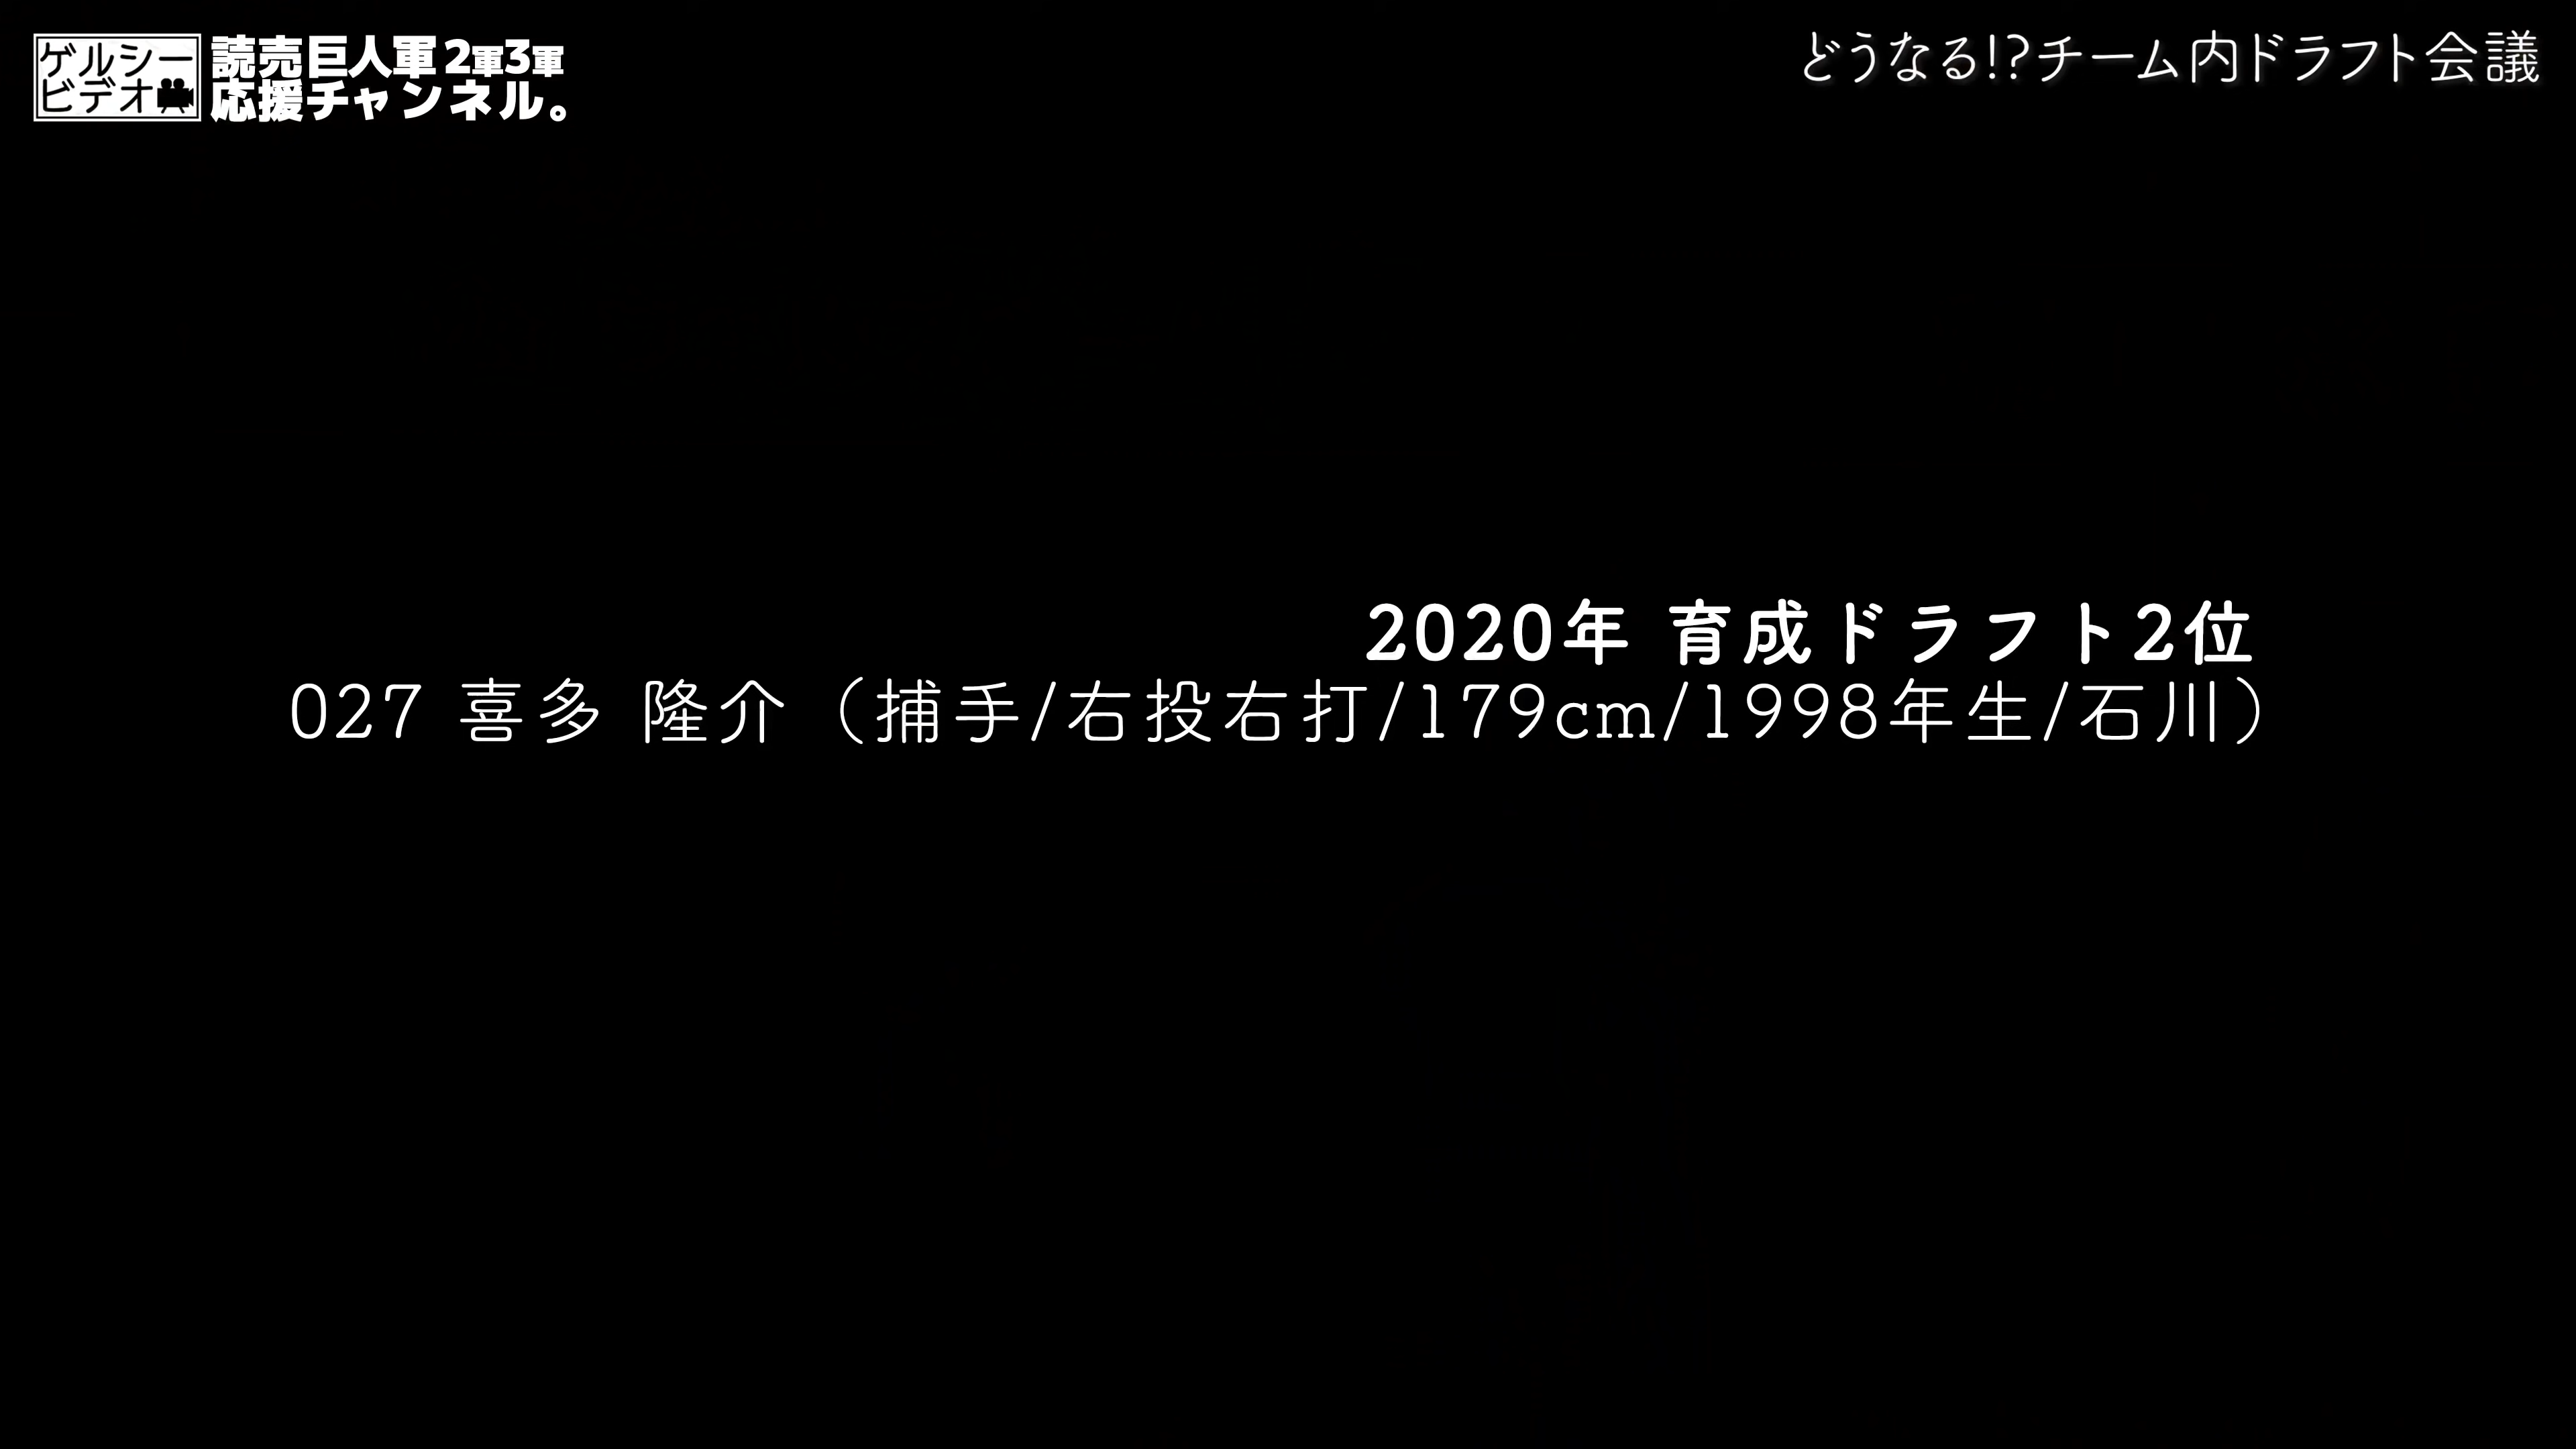 ゲルシー
ビデオ
読売巨人軍2軍3軍
応援チャンネル。
どうなる!?チーム内ドラフト会議
2020年 育成ドラフト2位
027 喜多 隆介（捕手/右投右打/179cm/1998年生/石川）